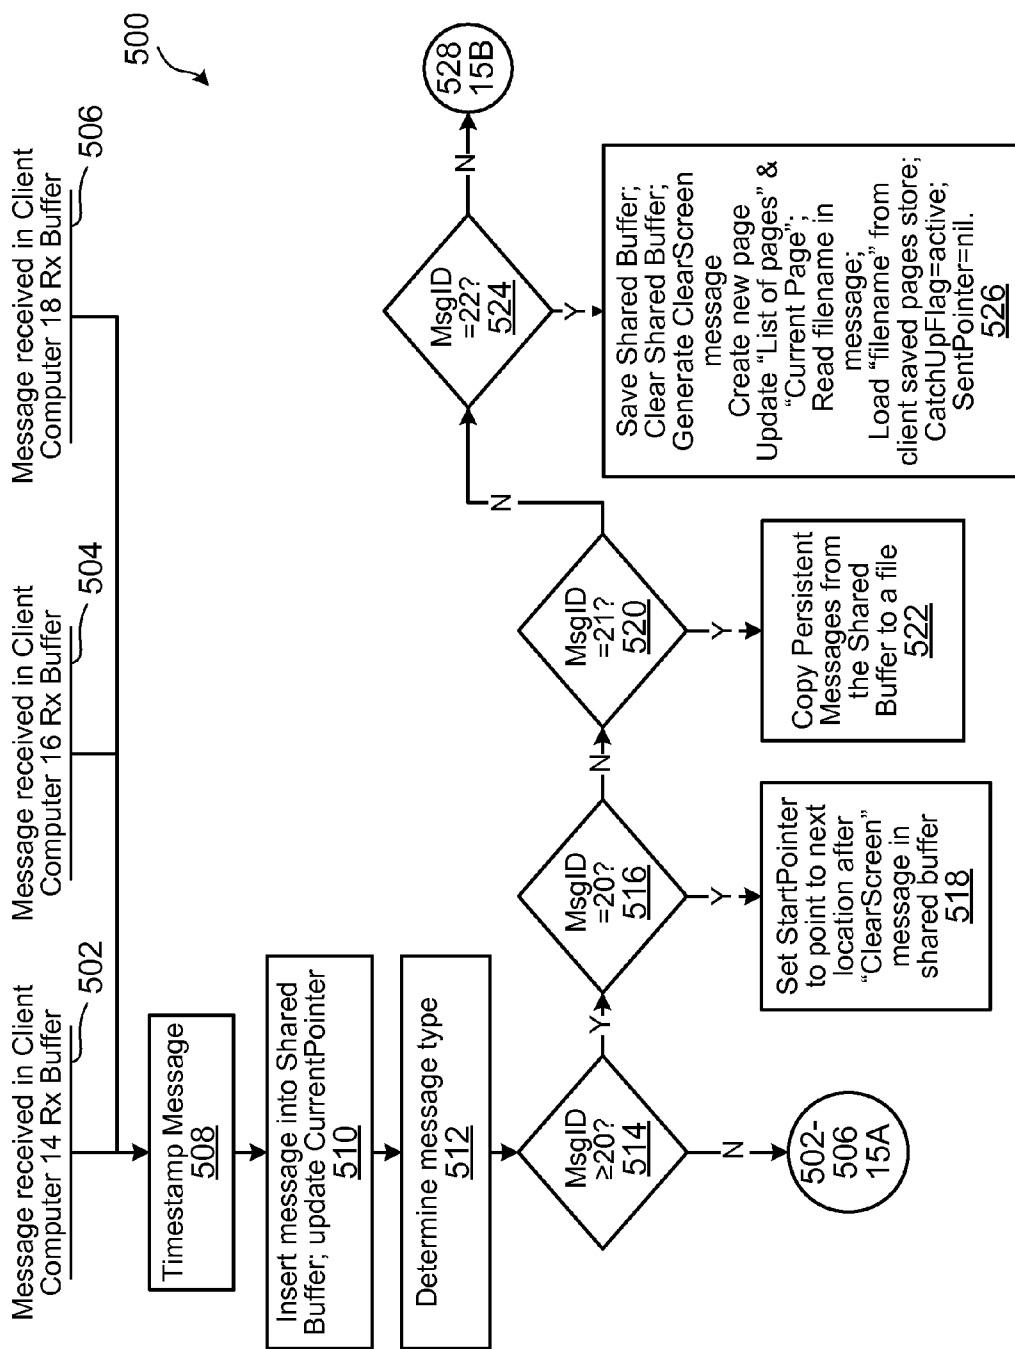 500
Message received in Client
Computer 14 Rx Buffer
502
Message received in Client
Computer 16 Rx Buffer
504
Message received in Client
Computer 18 Rx Buffer
506
Timestamp Message
508
Insert message into Shared
Buffer; update CurrentPointer
510
Determine message type
512
MsgID
≥20?
514
N
502-
506
15A
Y
MsgID
=20?
516
Y
Set StartPointer
to point to next
location after
“ClearScreen”
message in
shared buffer
518
N
MsgID
=21?
520
Y
Copy Persistent
Messages from
the Shared
Buffer to a file
522
N
MsgID
=22?
524
Y
Save Shared Buffer;
Clear Shared Buffer;
Generate ClearScreen
message
Create new page
Update “List of pages” &
“Current Page”;
Read filename in
message;
Load “filename” from
client saved pages store;
CatchUpFlag=active;
SentPointer=nil.
526
N
528
15B